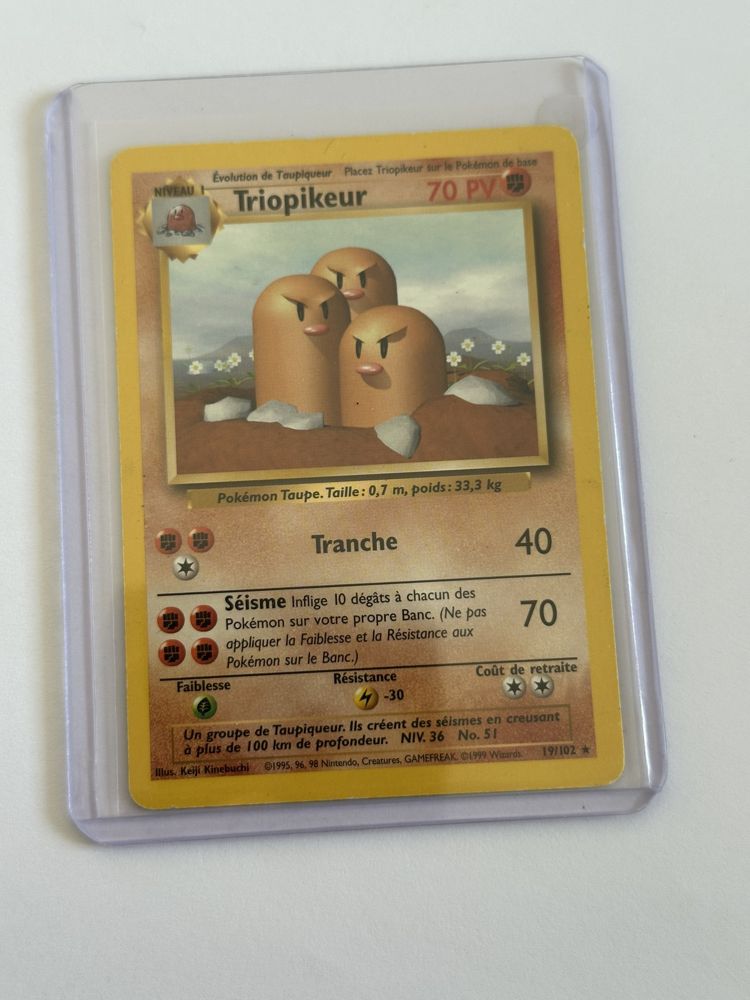 Évolution de Taupiqueur Placez Triopikeur sur le Pokémon de base
NIVEAU 1
Triopikeur 70 PV
Pokémon Taupe. Taille : 0,7 m, poids : 33,3 kg
Tranche 40
Séisme Inflige 10 dégâts à chacun des
Pokémon sur votre propre Banc. (Ne pas
appliquer la Faiblesse et la Résistance aux
Pokémon sur le Banc.)
70
Faiblesse Résistance Coût de retraite
-30
Un groupe de Taupiqueur. Ils créent des séismes en creusant
à plus de 100 km de profondeur. NIV. 36 No. 51
Illus. Keiji Kinebuchi ©1995, 96, 98 Nintendo, Creatures, GAMEFREAK. ©1999 Wizards. 19/102 ★